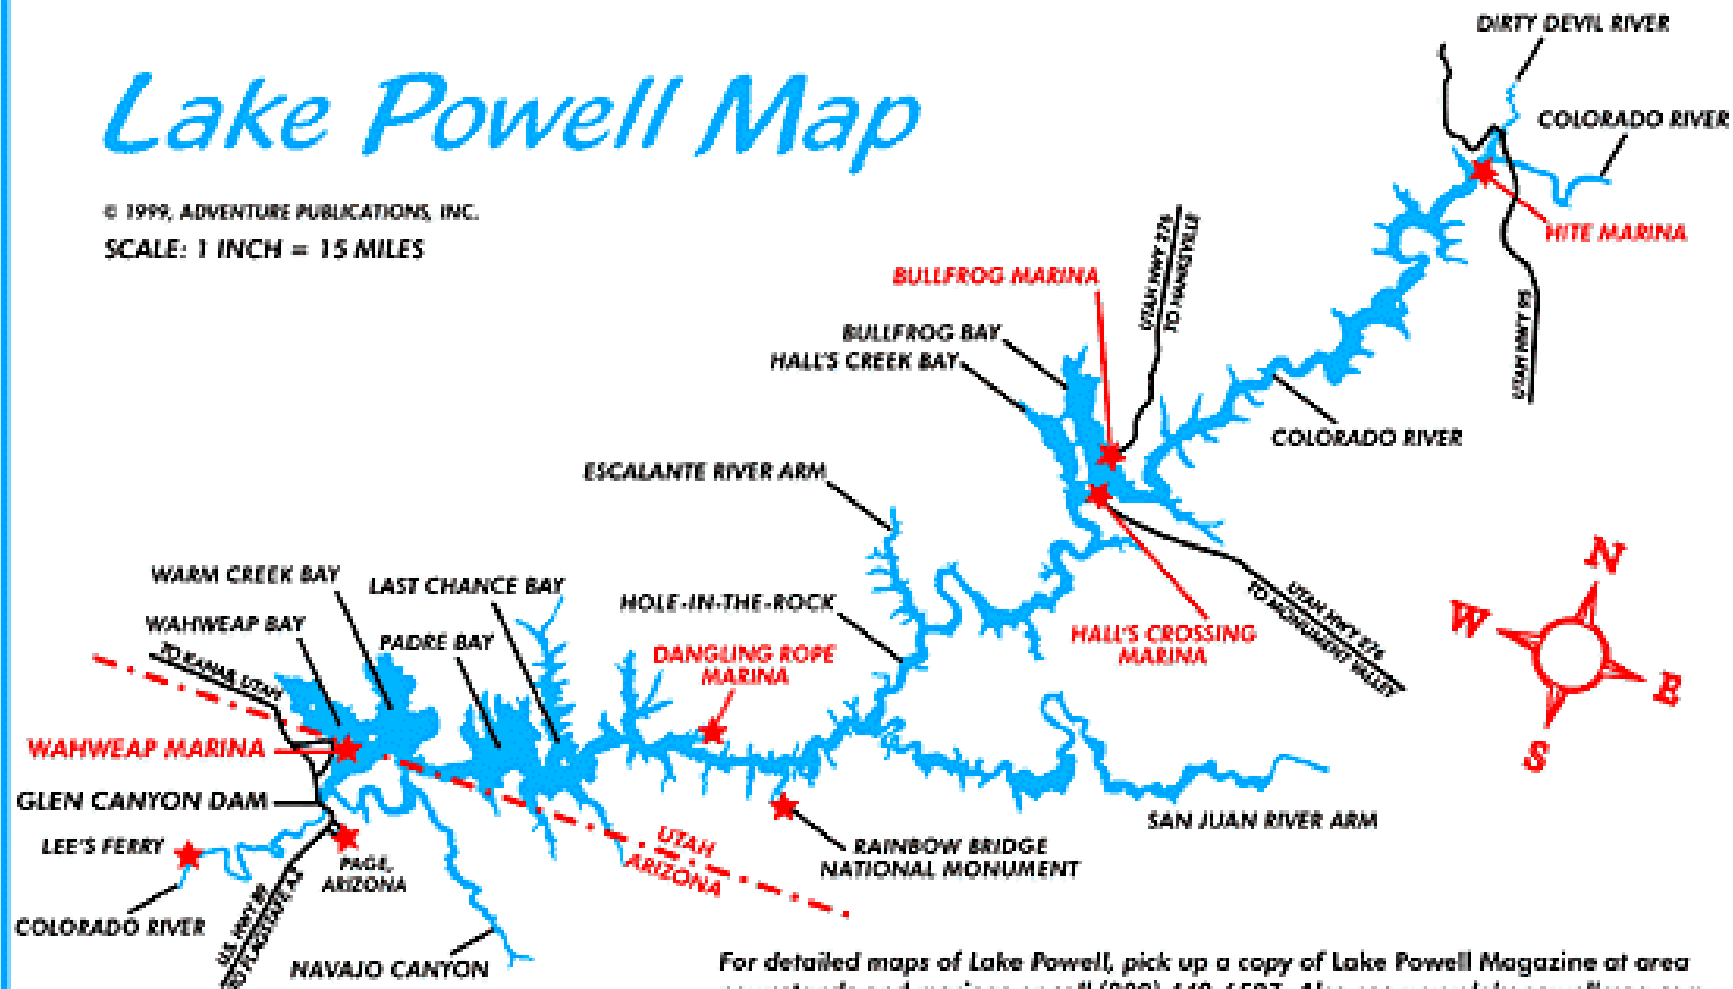 DIRTY DEVIL RIVER
Lake Powell Map
COLORADO RIVER
© 1999, ADVENTURE PUBLICATIONS, INC.
SCALE: 1 INCH = 15 MILES
HITE MARINA
UTAH HWY 276
TO HANKSVILLE
BULLFROG MARINA
UTAH HWY 95
BULLFROG BAY
HALL'S CREEK BAY
COLORADO RIVER
ESCALANTE RIVER ARM
N
W
E
S
WARM CREEK BAY
LAST CHANCE BAY
HOLE-IN-THE-ROCK
UTAH HWY 276
TO MONUMENT VALLEY
WAHWEAP BAY
PADRE BAY
HALL'S CROSSING
MARINA
DANGLING ROPE
MARINA
TO KANAB, UTAH
WAHWEAP MARINA
GLEN CANYON DAM
SAN JUAN RIVER ARM
LEE'S FERRY
UTAH
ARIZONA
RAINBOW BRIDGE
NATIONAL MONUMENT
PAGE,
ARIZONA
U.S. HWY 89
TO FLAGSTAFF AZ
COLORADO RIVER
NAVAJO CANYON
For detailed maps of Lake Powell, pick up a copy of Lake Powell Magazine at area